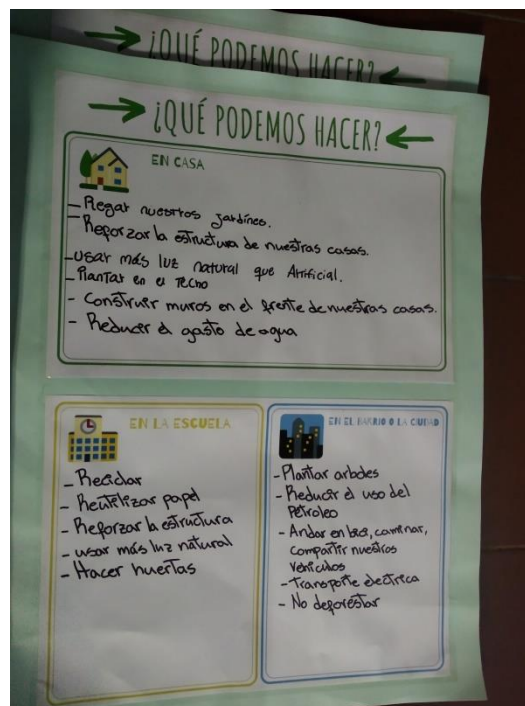 ¿QUÉ PODEMOS HACER?
¿QUÉ PODEMOS HACER?
EN CASA
- Regar nuestros jardines.
- Reforzar la estructura de nuestras casas.
- usar más luz natural que Artificial.
- Plantar en el Techo
- Construir muros en el frente de nuestras casas.
- Reducir el gasto de agua
EN LA ESCUELA
- Reciclar
- Reutilizar papel
- Reforzar la estructura
- usar más luz natural
- Hacer huertas
EN EL BARRIO O LA CIUDAD
- Plantar arboles
- Reducir el uso del
Petroleo
- Andar en bici, caminar,
compartir nuestros
vehiculos
- Transporte electrica
- No deforestar